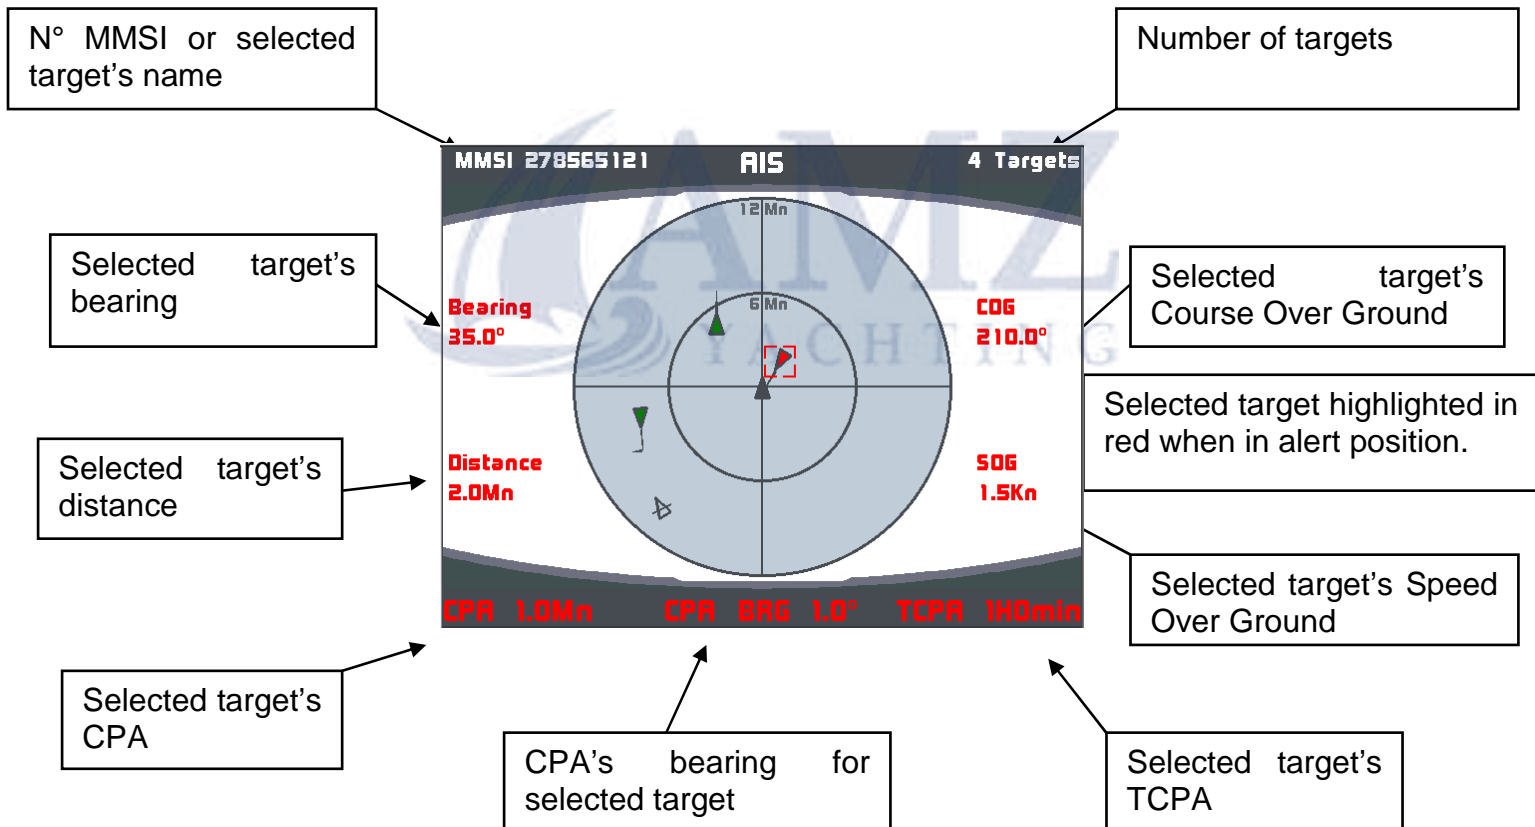 N° MMSI or selected
target's name
Number of targets
MMSI 278565121
AIS
4 Targets
12 Mn
6 Mn
AMZ
YACHTING
Selected target's
bearing
Bearing
35.0°
COG
210.0°
Selected target's
Course Over Ground
Selected target highlighted in
red when in alert position.
Selected target's
distance
Distance
2.0Mn
SOG
1.5Kn
Selected target's Speed
Over Ground
CPA 1.0Mn
CPA BRG 1.0°
TCPA 1H0min
Selected target's
CPA
CPA's bearing for
selected target
Selected target's
TCPA